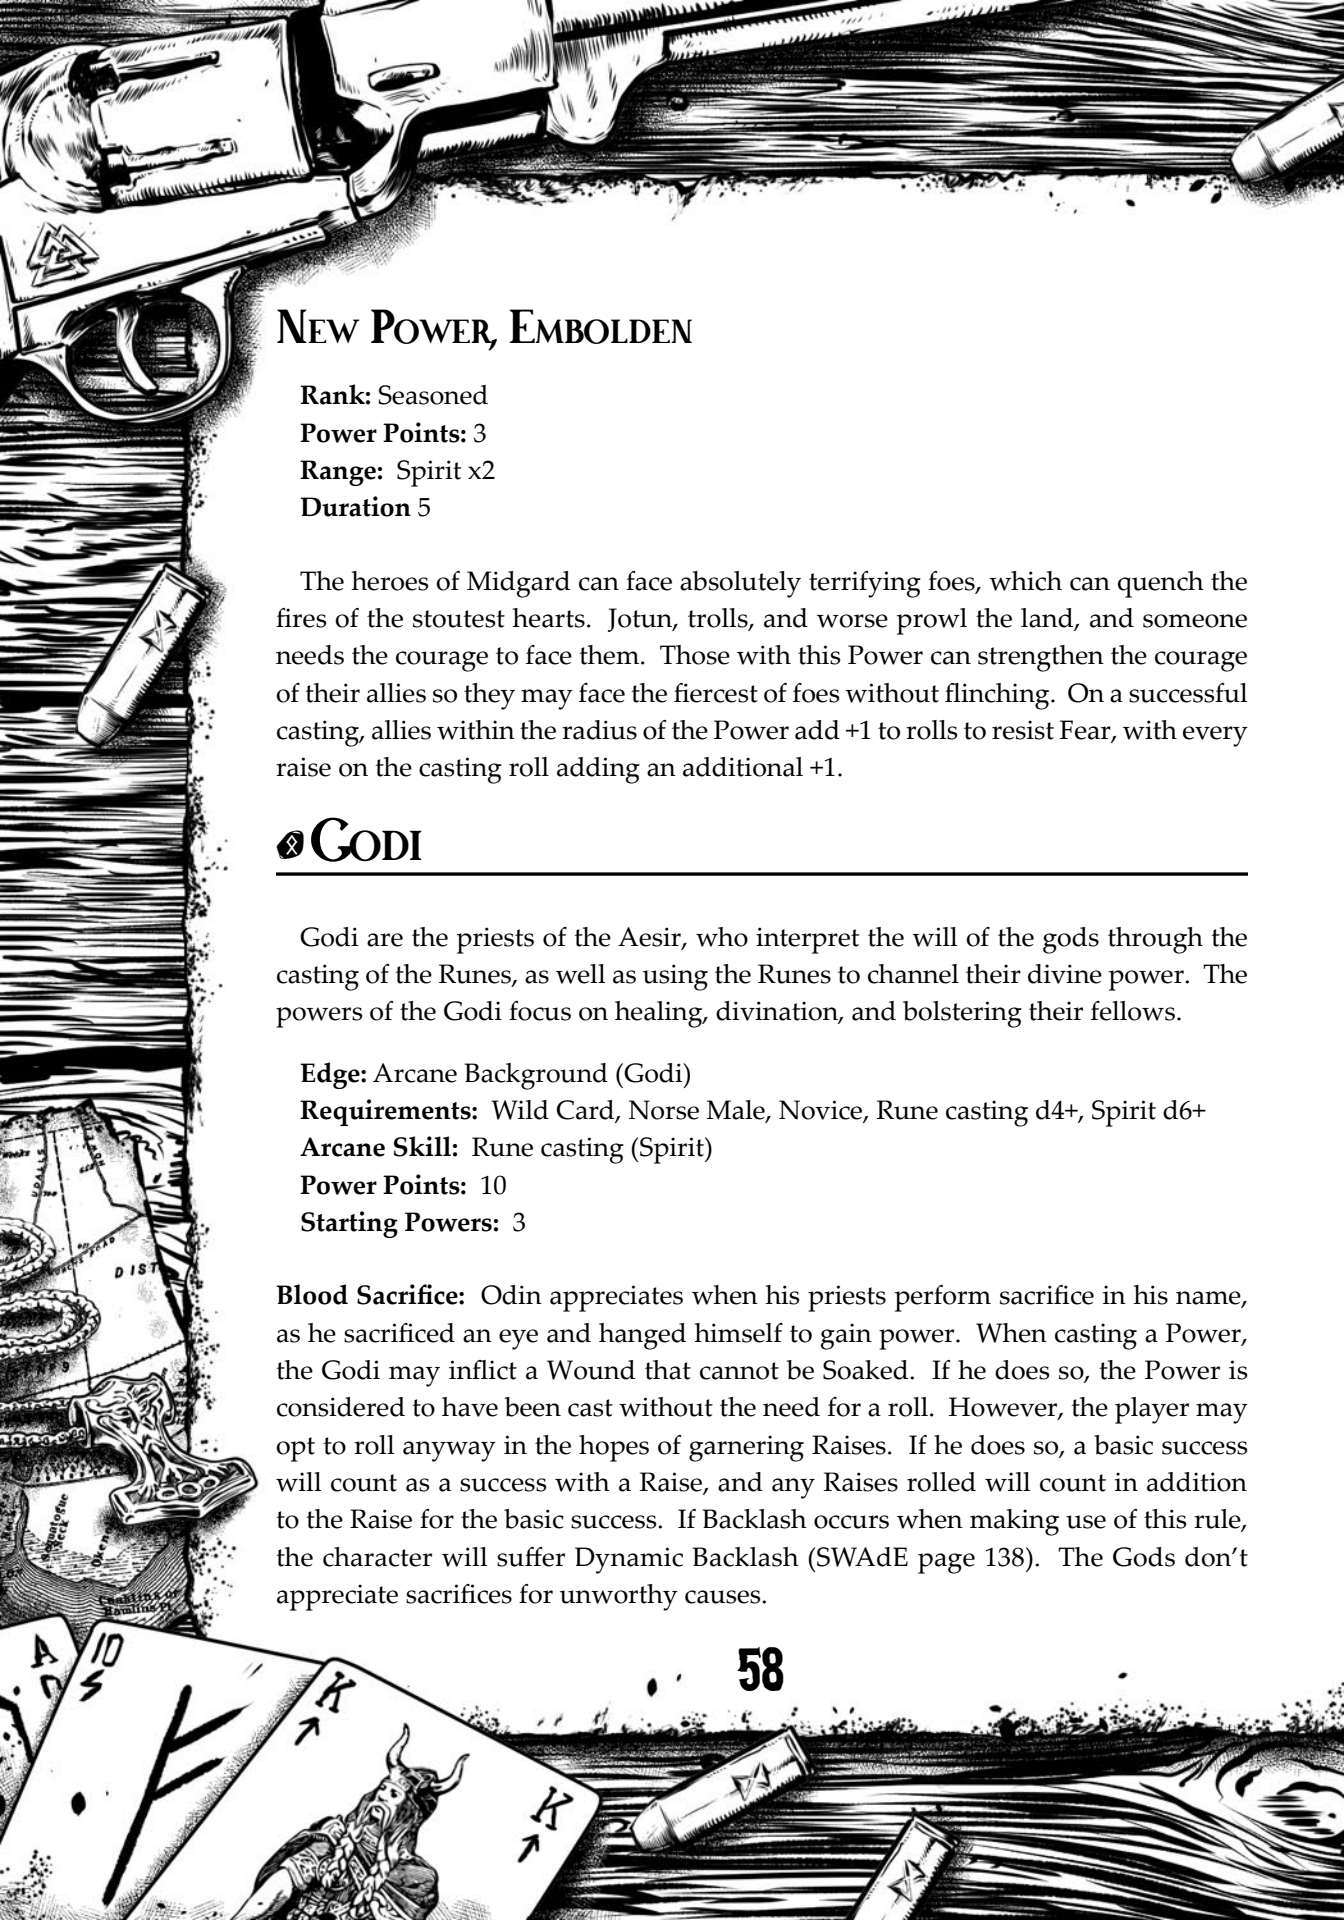 New Power, Embolden
Rank: Seasoned
Power Points: 3
Range:  Spirit x2
Duration 5
The heroes of Midgard can face absolutely terrifying foes, which can quench the
fires of the stoutest hearts.  Jotun, trolls, and worse prowl the land, and someone
needs the courage to face them.  Those with this Power can strengthen the courage
of their allies so they may face the fiercest of foes without flinching.  On a successful
casting, allies within the radius of the Power add +1 to rolls to resist Fear, with every
raise on the casting roll adding an additional +1.
Godi
Godi are the priests of the Aesir, who interpret the will of the gods through the
casting of the Runes, as well as using the Runes to channel their divine power.  The
powers of the Godi focus on healing, divination, and bolstering their fellows.
Edge: Arcane Background (Godi)
Requirements:  Wild Card, Norse Male, Novice, Rune casting d4+, Spirit d6+
Arcane Skill:  Rune casting (Spirit)
Power Points:  10
Starting Powers:  3
Blood Sacrifice:  Odin appreciates when his priests perform sacrifice in his name,
as he sacrificed an eye and hanged himself to gain power.  When casting a Power,
the Godi may inflict a Wound that cannot be Soaked.  If he does so, the Power is
considered to have been cast without the need for a roll.  However, the player may
opt to roll anyway in the hopes of garnering Raises.  If he does so, a basic success
will count as a success with a Raise, and any Raises rolled will count in addition
to the Raise for the basic success.  If Backlash occurs when making use of this rule,
the character will suffer Dynamic Backlash (SWAdE page 138).  The Gods don't
appreciate sacrifices for unworthy causes.
58
DIST
A
10
K
K